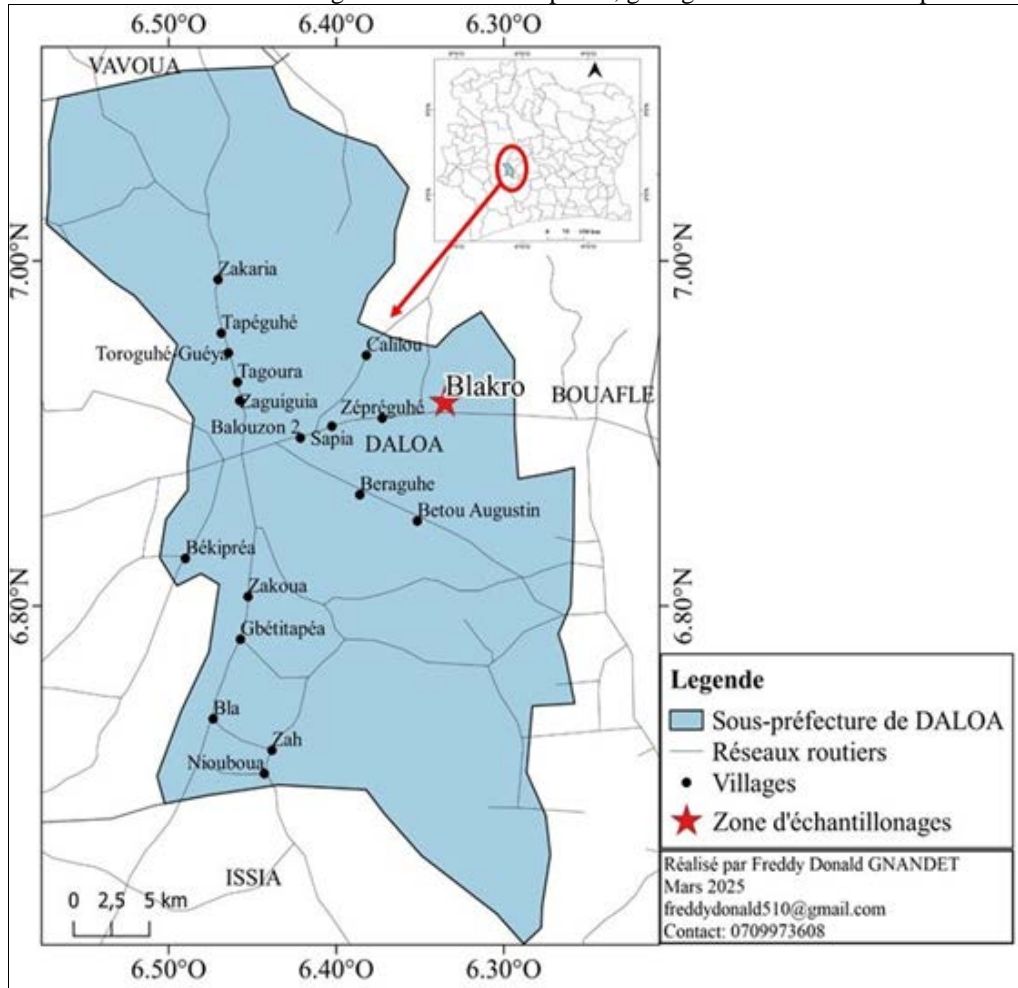 6.50°W 6.40°W 6.30°W
VAVOUA
7.00°N 7.00°N
Zakaria
Tapéguhé
Toroguhé-Guéya
Calilou
Tagoura
Blakro
Zaguiguia
Zépréguhé
BOUAFLE
Balouzon 2
Sapia
DALOA
Beraguhe
Betou Augustin
Békipréa
Zakoua
6.80°N 6.80°N
Gbétitapéa
Bla
Zah
Niouboua
ISSIA
0 2,5 5 km
6.50°W 6.40°W 6.30°W
Legende
Sous-préfecture de DALOA
Réseaux routiers
Villages
Zone d'échantillonages
Réalisé par Freddy Donald GNANDET
Mars 2025
freddydonald510@gmail.com
Contact: 0709973608